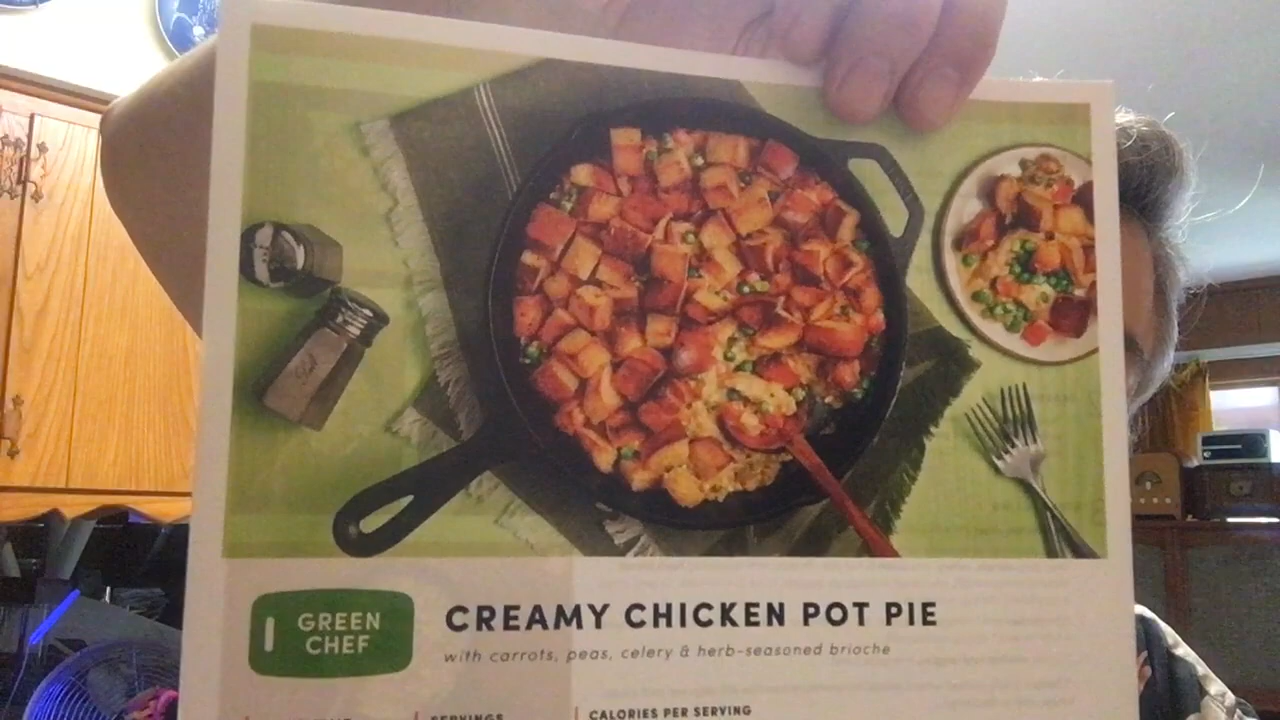 GREEN
CHEF
CREAMY CHICKEN POT PIE
with carrots, peas, celery & herb-seasoned brioche
SERVINGS
CALORIES PER SERVING